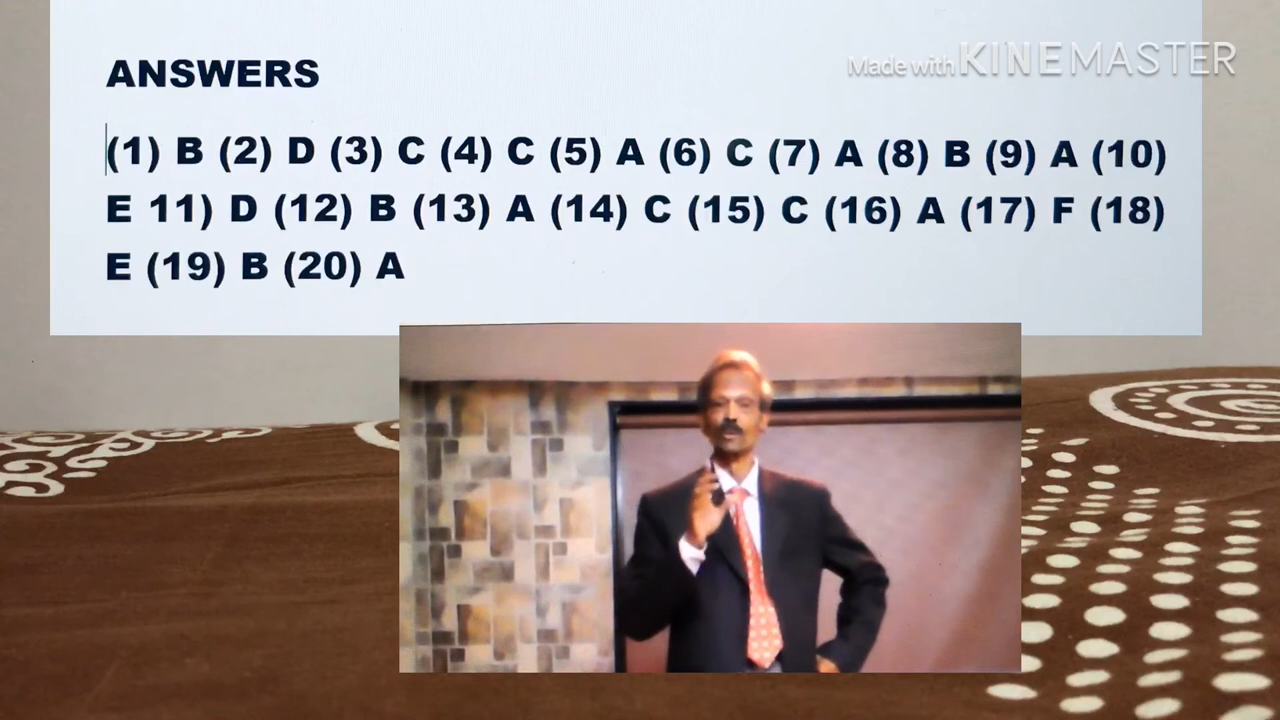 Made with KINEMASTER
ANSWERS
(1) B (2) D (3) C (4) C (5) A (6) C (7) A (8) B (9) A (10)
E 11) D (12) B (13) A (14) C (15) C (16) A (17) F (18)
E (19) B (20) A